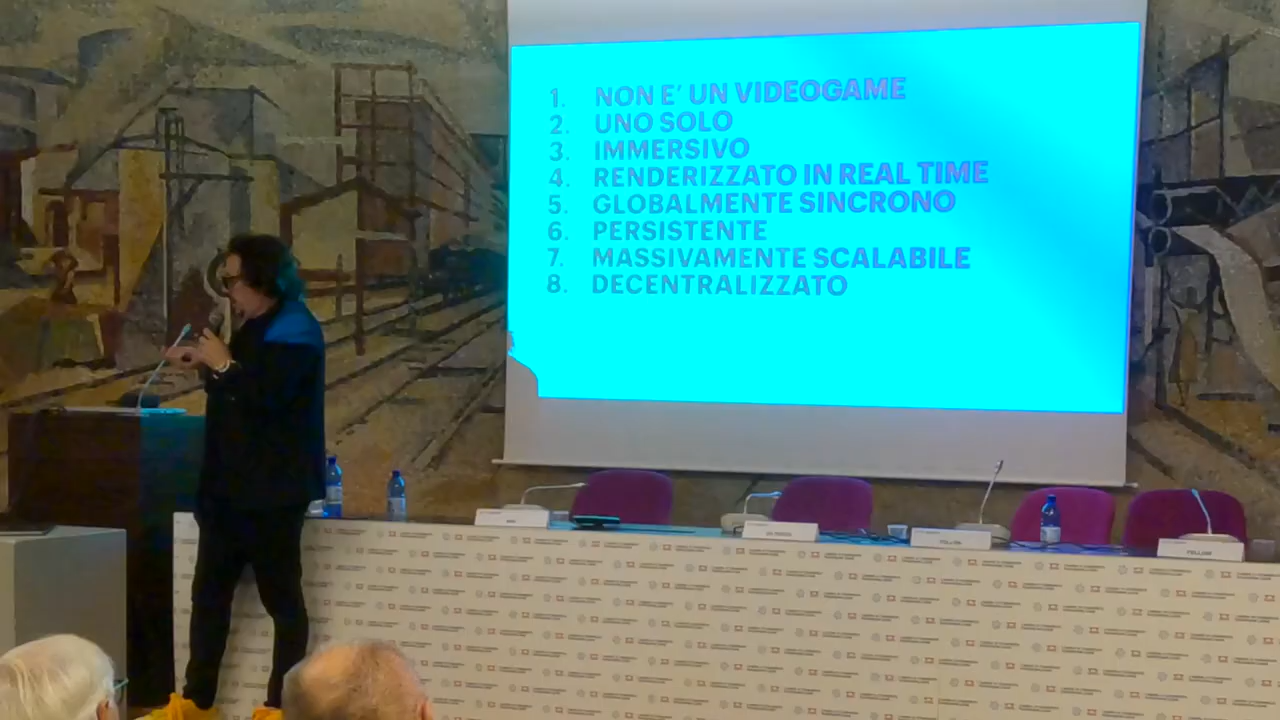 1. NON E' UN VIDEOGAME
2. UNO SOLO
3. IMMERSIVO
4. RENDERIZZATO IN REAL TIME
5. GLOBALMENTE SINCRONO
6. PERSISTENTE
7. MASSIVAMENTE SCALABILE
8. DECENTRALIZZATO